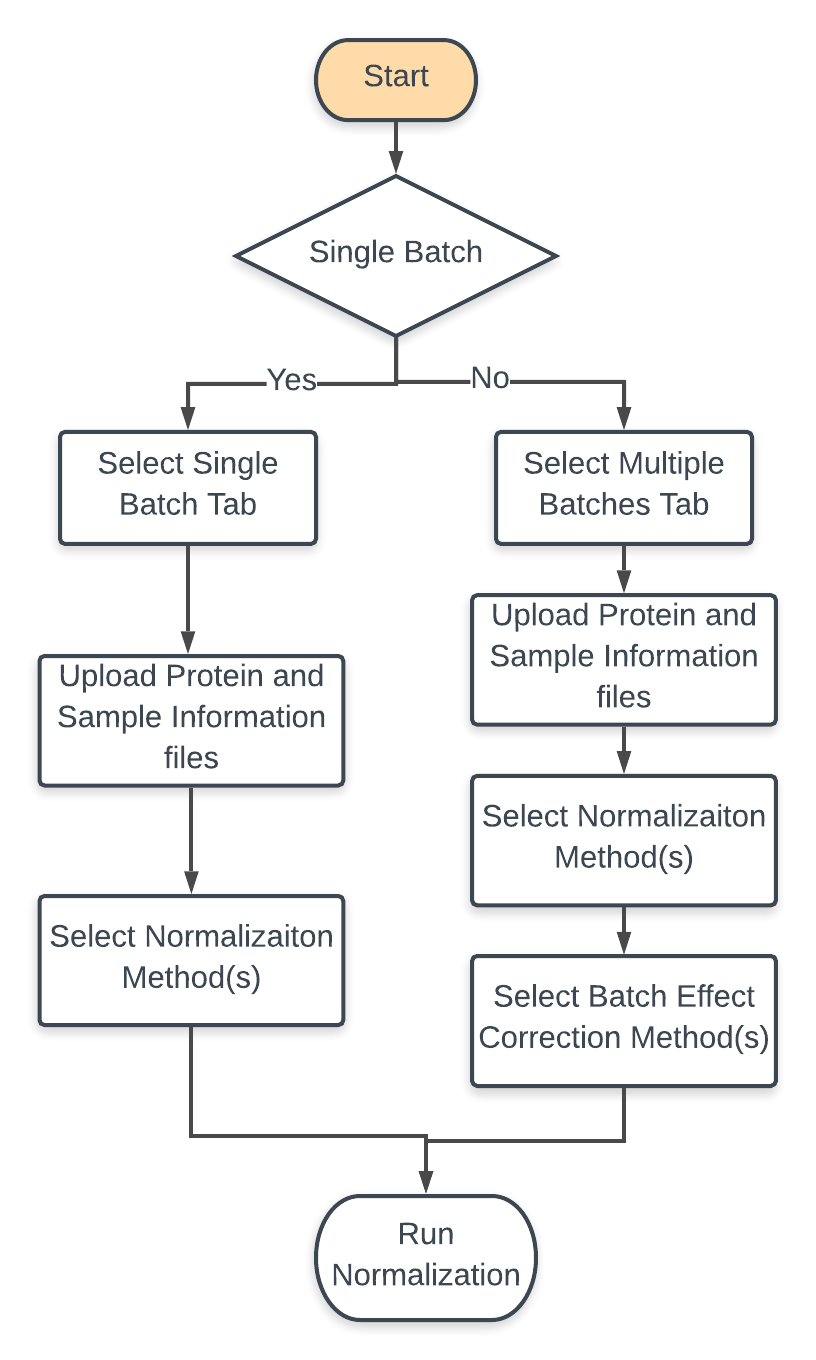 Start
Single Batch
Yes
No
Select Single
Batch Tab
Upload Protein and
Sample Information
files
Select Normalizaiton
Method(s)
Select Multiple
Batches Tab
Upload Protein and
Sample Information
files
Select Normalizaiton
Method(s)
Select Batch Effect
Correction Method(s)
Run
Normalization